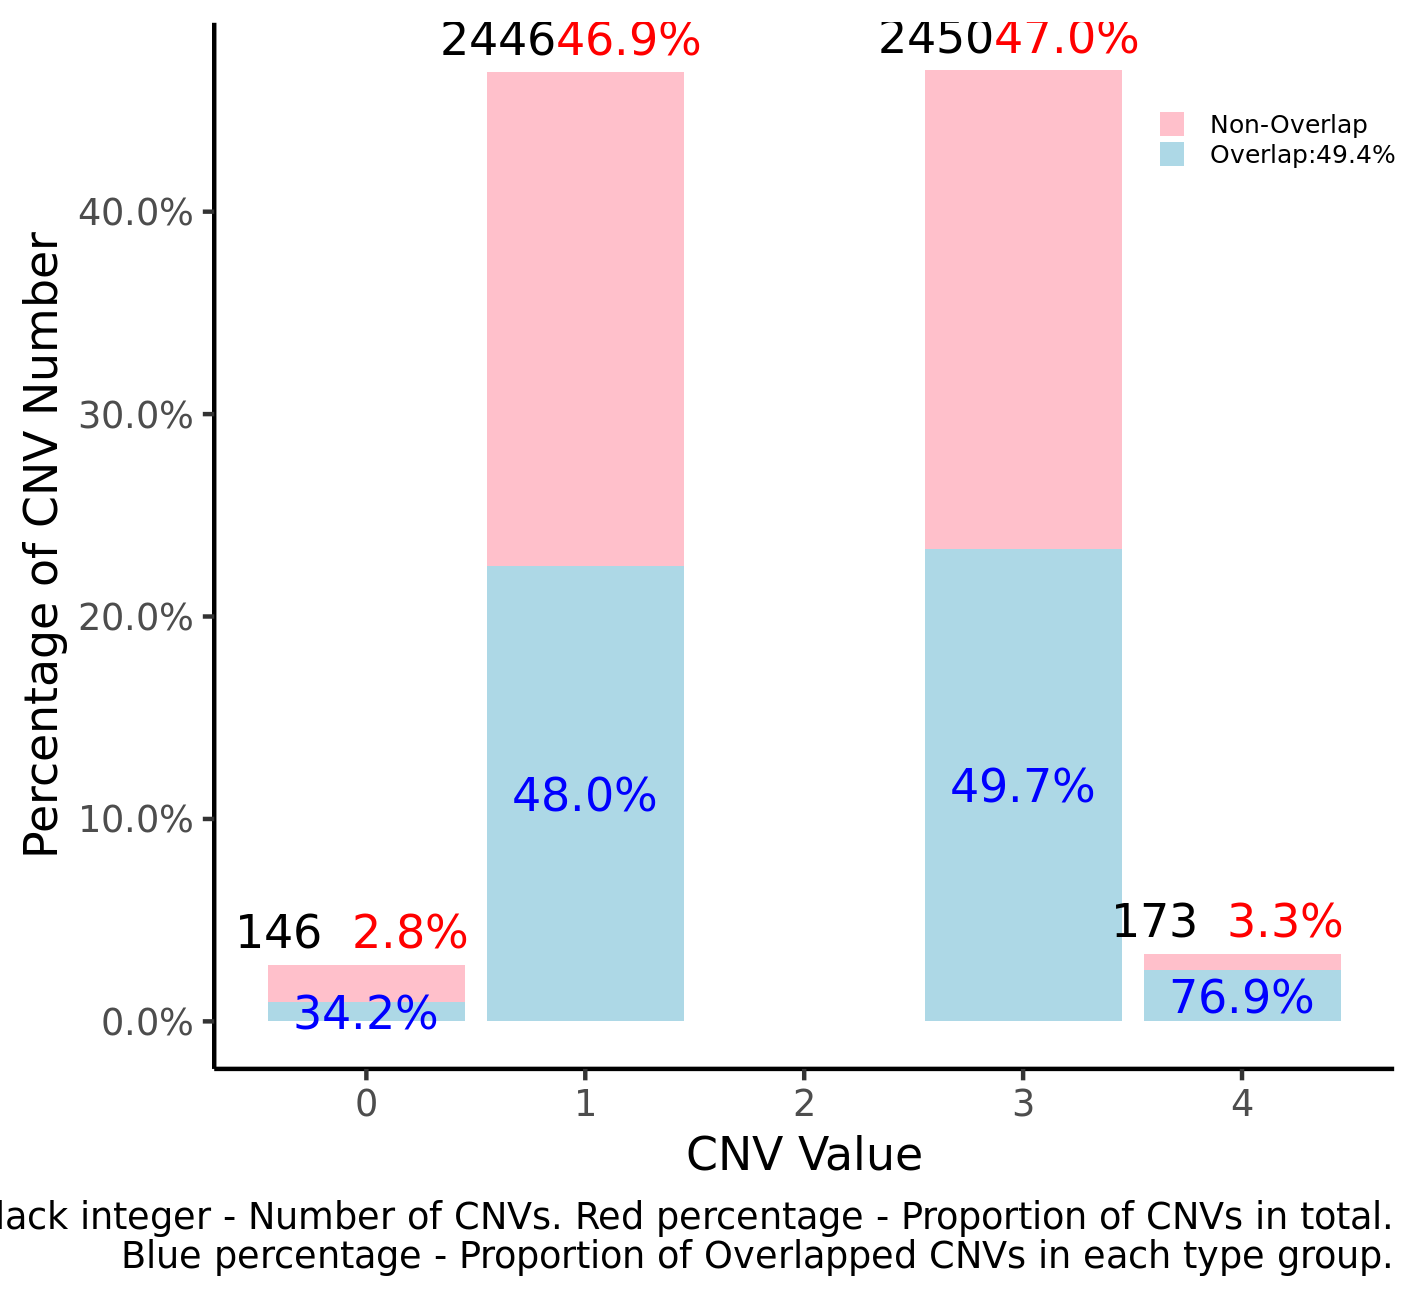 2446 46.9%
2450 47.0%
Non-Overlap
Overlap:49.4%
40.0%
30.0%
20.0%
10.0%
0.0%
Percentage of CNV Number
48.0%
49.7%
146 2.8%
173 3.3%
34.2%
76.9%
0 1 2 3 4
CNV Value
lack integer - Number of CNVs. Red percentage - Proportion of CNVs in total.
Blue percentage - Proportion of Overlapped CNVs in each type group.